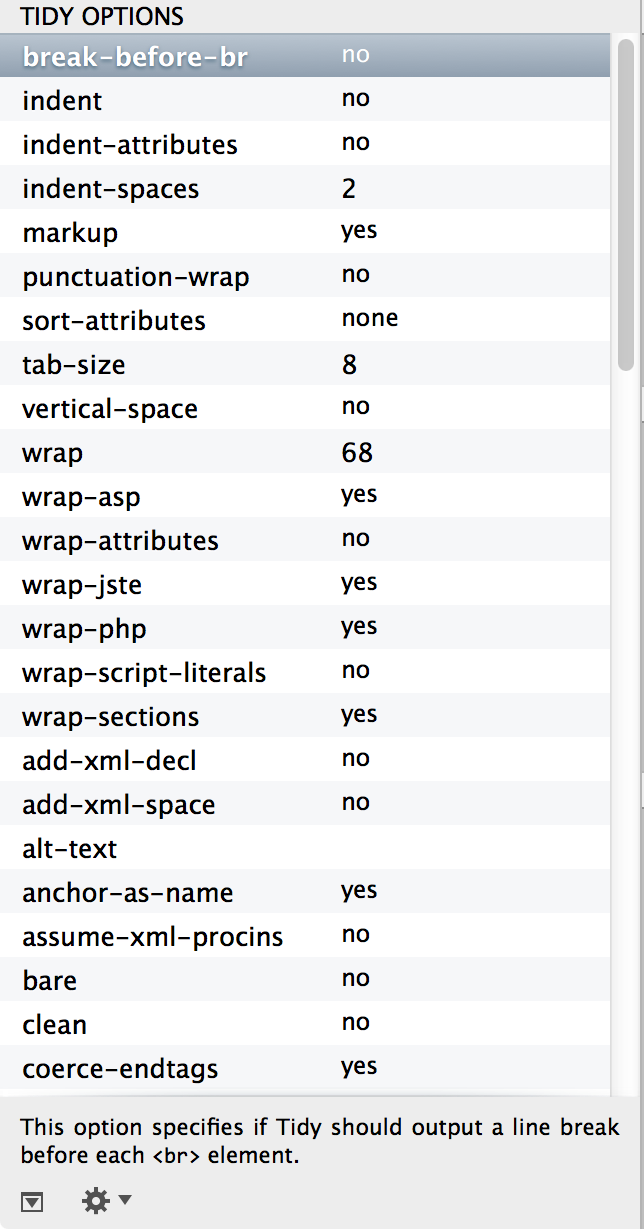 TIDY OPTIONS
break-before-br no
indent no
indent-attributes no
indent-spaces 2
markup yes
punctuation-wrap no
sort-attributes none
tab-size 8
vertical-space no
wrap 68
wrap-asp yes
wrap-attributes no
wrap-jste yes
wrap-php yes
wrap-script-literals no
wrap-sections yes
add-xml-decl no
add-xml-space no
alt-text
anchor-as-name yes
assume-xml-procins no
bare no
clean no
coerce-endtags yes
This option specifies if Tidy should output a line break
before each <br> element.